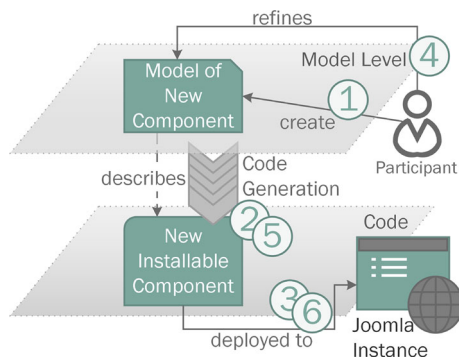 refines
Model Level
4
Model of
New
Component
1
create
Participant
describes
Code
Generation
2
5
Code
New
Installable
Component
3
6
deployed to
Joomla
Instance